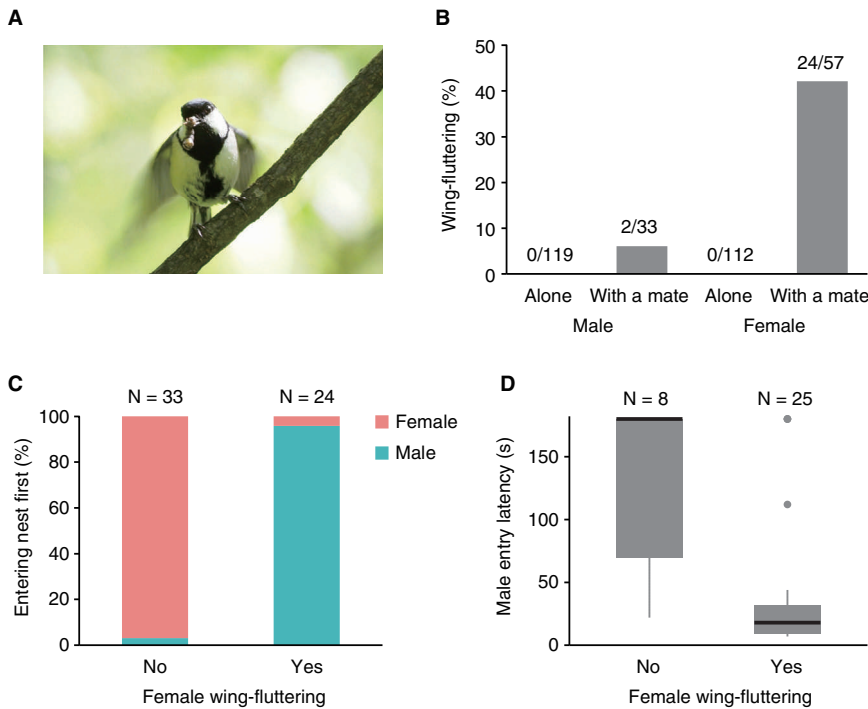 A
B
Wing-fluttering (%)
50
40
30
20
10
0
0/119
2/33
0/112
24/57
Alone
With a mate
Alone
With a mate
Male
Female
C
N = 33
N = 24
Entering nest first (%)
100
80
60
40
20
0
Female
Male
No
Yes
Female wing-fluttering
D
N = 8
N = 25
Male entry latency (s)
150
100
50
0
No
Yes
Female wing-fluttering